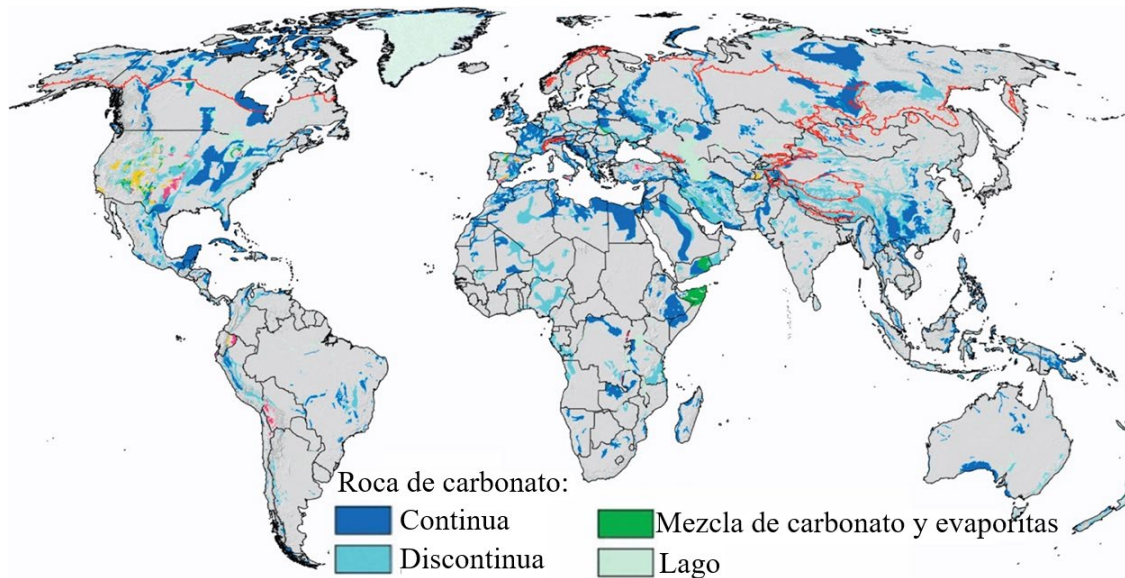 Roca de carbonato:
Continua
Discontinua
Mezcla de carbonato y evaporitas
Lago